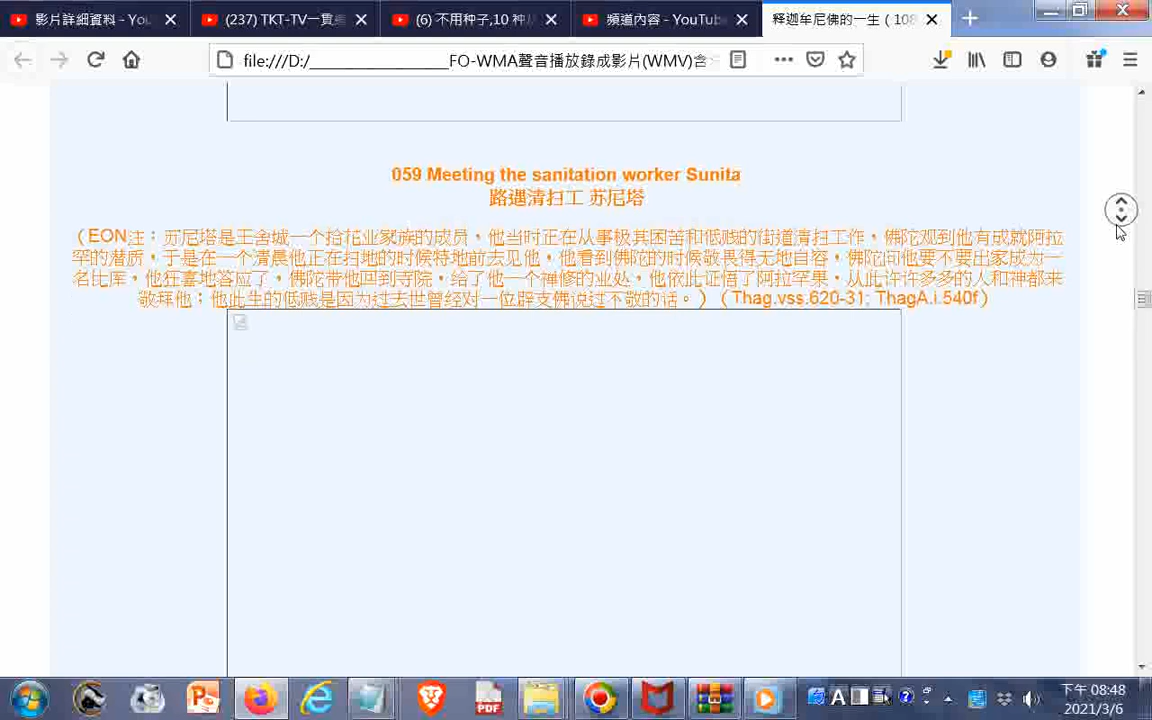 影片詳細資料 - You
(237) TKT-TV一貫
(6) 不用种子,10 种
頻道內容 - YouTube
释迦牟尼佛的一生（108
file:///D:/__________________FO-WMA聲音播放錄成影片(WMV)含
059 Meeting the sanitation worker Sunita
路遇清扫工 苏尼塔
（EON注：苏尼塔是王舍城一个拾花业家族的成员，他当时正在从事极其困苦和低贱的街道清扫工作，佛陀观到他有成就阿拉
罕的潜质，于是在一个清晨他正在扫地的时候特地前去见他，他看到佛陀的时候敬畏得无地自容，佛陀问他要不要出家成为一
名比库，他狂喜地答应了，佛陀带他回到寺院，给了他一个禅修的业处，他依此证悟了阿拉罕果，从此许许多多的人和神都来
敬拜他；他此生的低贱是因为过去世曾经对一位辟支佛说过不敬的话。）（Thag.vss.620-31; ThagA.i.540f）
PDF
A
下午 08:48
2021/3/6